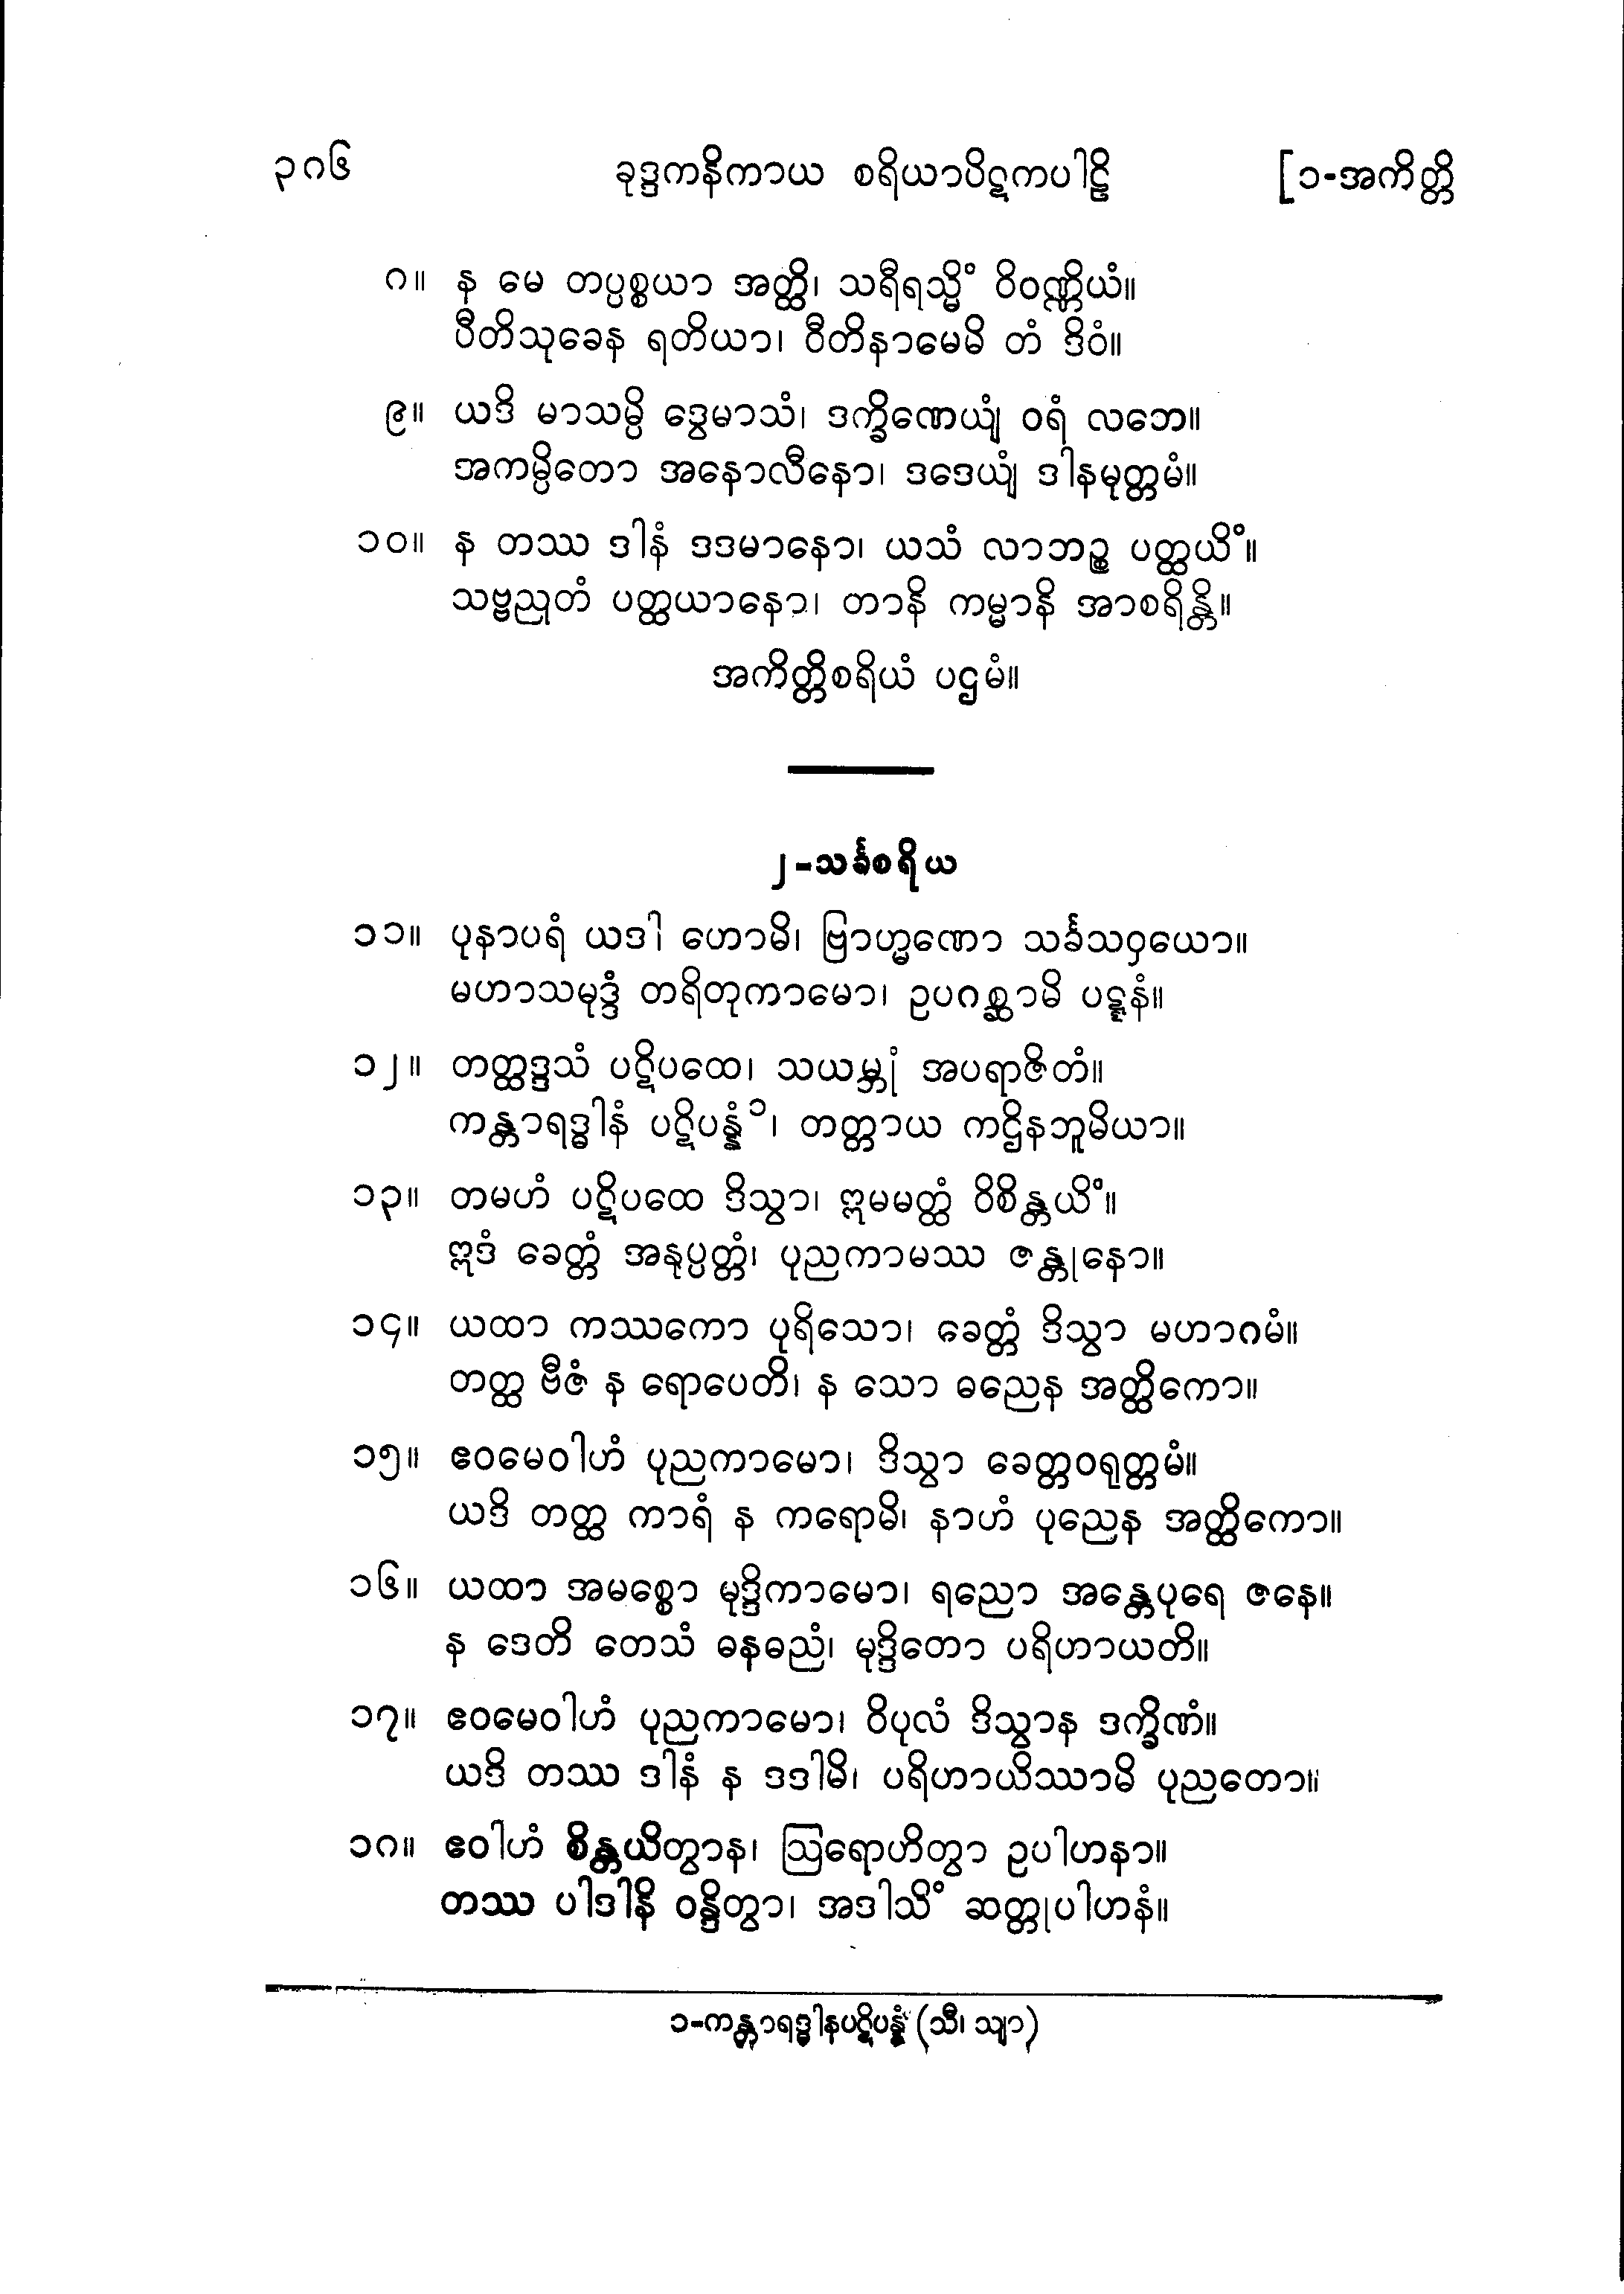 ၃၈၆ ခုဒ္ဒကနိကာယ စရိယာပိဋကပါဠိ [၁-အကိတ္တိ
၈။ န မေ တပ္ပစ္စယာ အတ္ထိ၊ သရီရသ္မိံ ဝိဝဏ္ဏိယံ။
ပီတိသုခေန ရတိယာ၊ ဝီတိနာမေမိ တံ ဒိဝံ။
၉။ ယဒိ မာသမ္ပိ ဒွေမာသံ၊ ဒက္ခိဏေယျံ ဝရံ လဘေ။
အကမ္ပိတော အနောလီနော၊ ဒဒေယျံ ဒါနမုတ္တမံ။
၁၀။ န တဿ ဒါနံ ဒဒမာနော၊ ယသံ လာဘဉ္စ ပတ္ထယိံ။
သဗ္ဗညုတံ ပတ္ထယာနော၊ တာနိ ကမ္မာနိ အာစရိန္တိ။
အကိတ္တိစရိယံ ပဌမံ။
၂-သင်္ခစရိယ
၁၁။ ပုနာပရံ ယဒါ ဟောမိ၊ ဗြာဟ္မဏော သင်္ခသဝှယော။
မဟာသမုဒ္ဒံ တရိတုကာမော၊ ဥပဂစ္ဆာမိ ပဋ္ဋနံ။
၁၂။ တတ္ထဒ္ဒသံ ပဋိပထေ၊ သယမ္ဘုံ အပရာဇိတံ။
ကန္တာရဒ္ဓါနံ ပဋိပန္နံ၁၊ တတ္တာယ ကဌိနဘူမိယာ။
၁၃။ တမဟံ ပဋိပထေ ဒိသွာ၊ ဣမမတ္ထံ ဝိစိန္တယိံ။
ဣဒံ ခေတ္တံ အနုပ္ပတ္တံ၊ ပုညကာမဿ ဇန္တုနော။
၁၄။ ယထာ ကဿကော ပုရိသော၊ ခေတ္တံ ဒိသွာ မဟာဂမံ။
တတ္ထ ဗီဇံ န ရောပေတိ၊ န သော ဓညေန အတ္ထိကော။
၁၅။ ဧဝမေဝါဟံ ပုညကာမော၊ ဒိသွာ ခေတ္တဝရုတ္တမံ။
ယဒိ တတ္ထ ကာရံ န ကရောမိ၊ နာဟံ ပုညေန အတ္ထိကော။
၁၆။ ယထာ အမစ္စော မုဒ္ဒိကာမော၊ ရညော အန္တေပုရေ ဇနေ။
န ဒေတိ တေသံ ဓနဓညံ၊ မုဒ္ဒိတော ပရိဟာယတိ။
၁၇။ ဧဝမေဝါဟံ ပုညကာမော၊ ဝိပုလံ ဒိသွာန ဒက္ခိဏံ။
ယဒိ တဿ ဒါနံ န ဒဒါမိ၊ ပရိဟာယိဿာမိ ပုညတော။
၁၈။ ဧဝါဟံ စိန္တယိတွာန၊ ဩရောဟိတွာ ဥပါဟနာ။
တဿ ပါဒါနိ ဝန္ဒိတွာ၊ အဒါသိံ ဆတ္တုပါဟနံ။
၁-ကန္တာရဒ္ဓါနပဋိပန္နံ (သီ၊ သျာ)